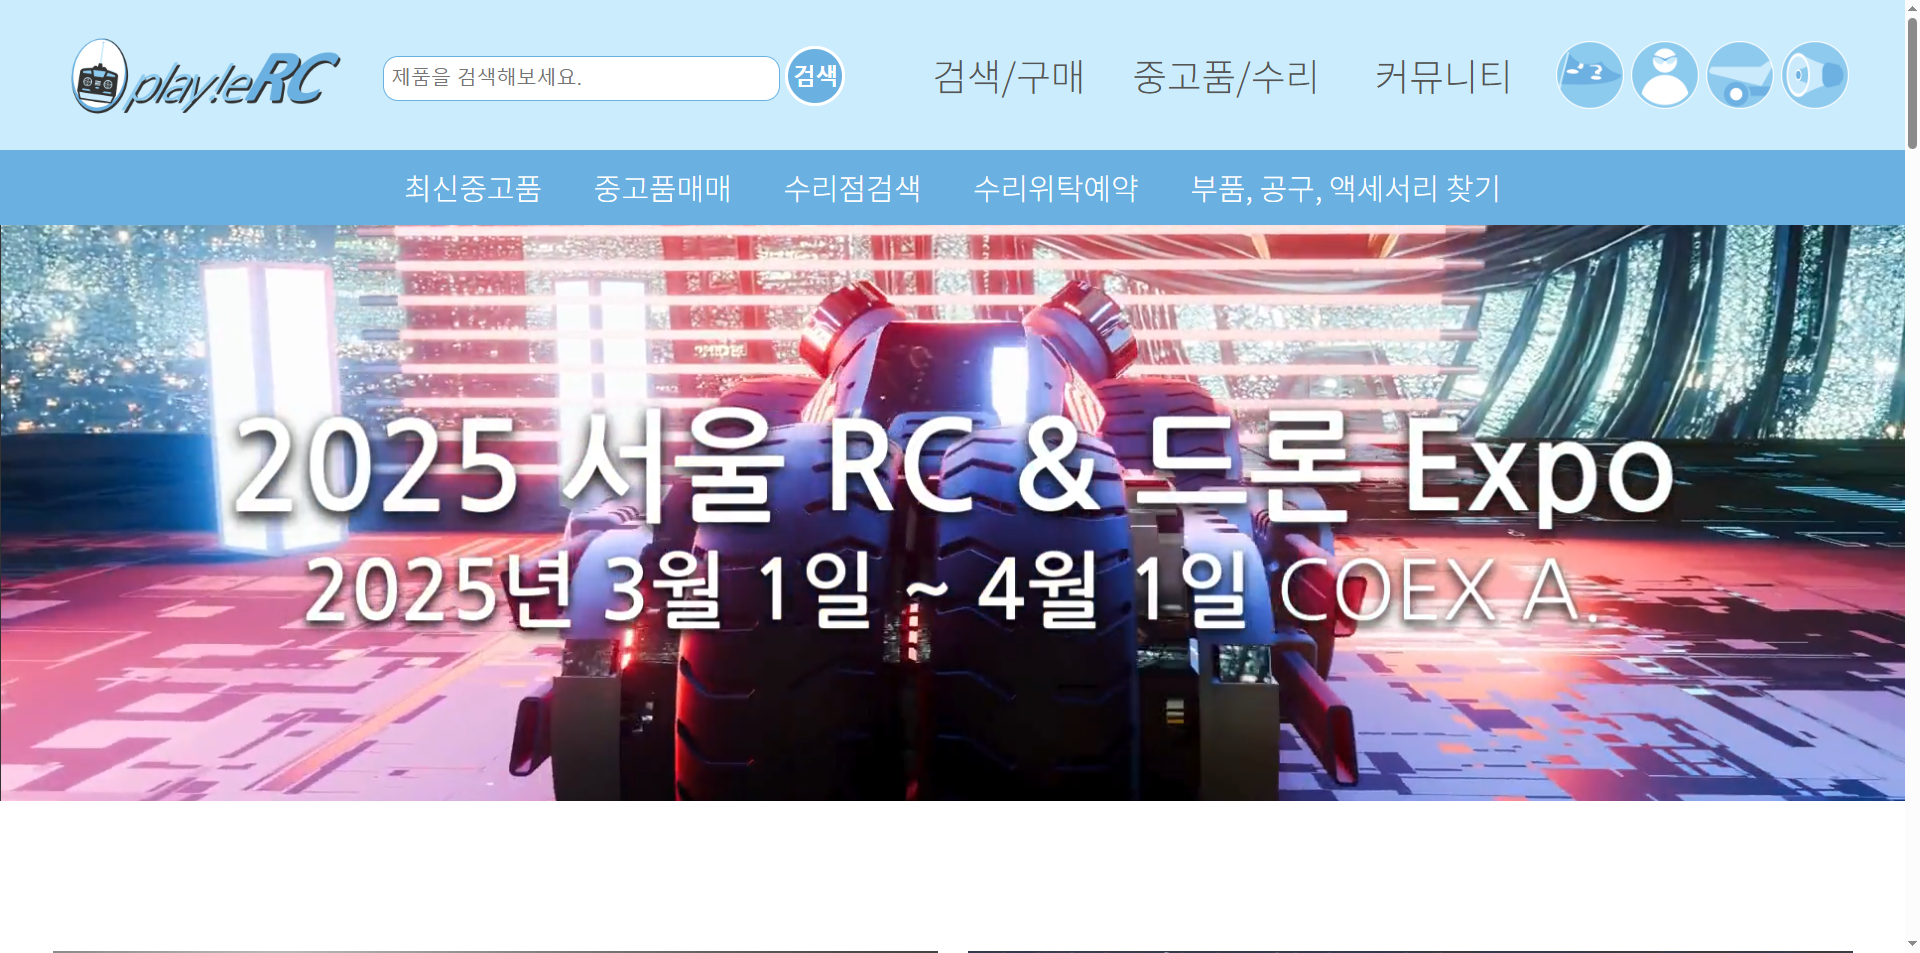 play!eRC
제품을 검색해보세요.
검색
검색/구매
중고품/수리
커뮤니티
최신중고품
중고품매매
수리점검색
수리위탁예약
부품, 공구, 액세서리 찾기
2025 서울 RC & 드론 Expo
2025년 3월 1일 ~ 4월 1일 COEX A.